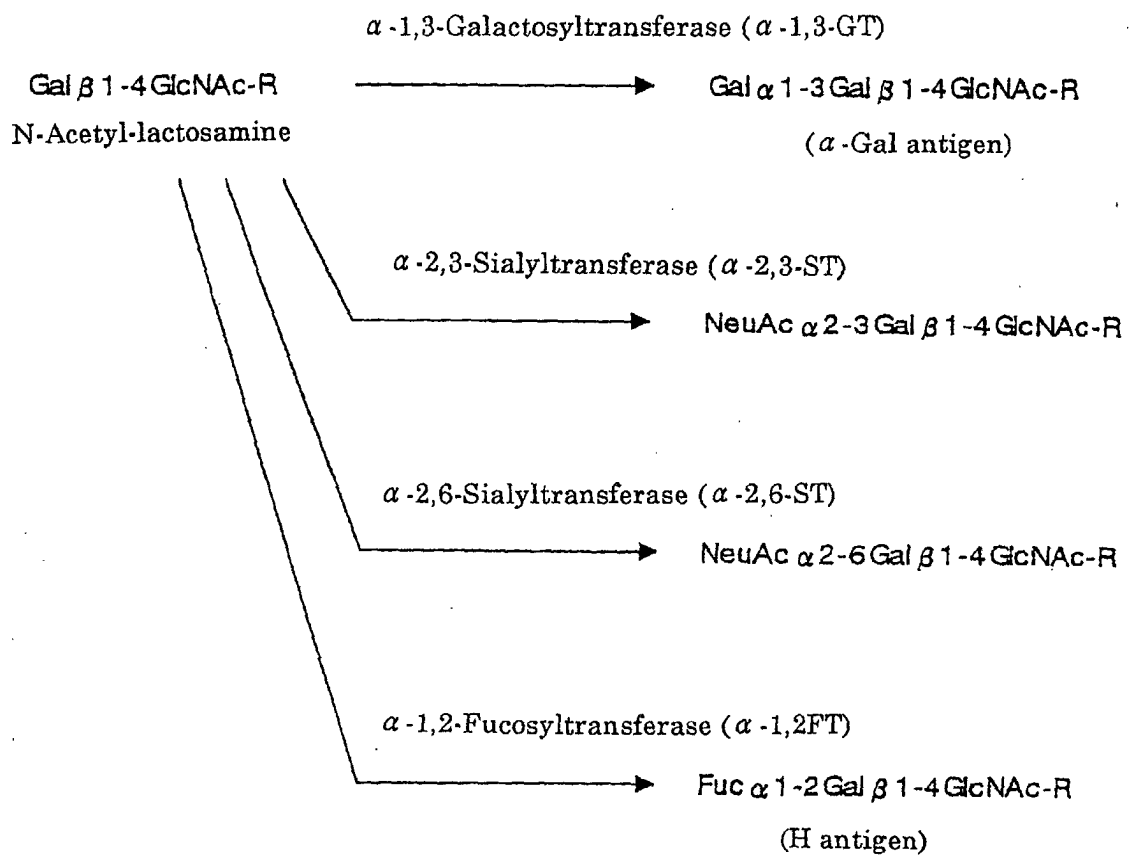 α-1,3-Galactosyltransferase (α-1,3-GT)
Gal β 1-4 GlcNAc-R
Gal α 1-3 Gal β 1-4 GlcNAc-R
N-Acetyl-lactosamine
(α-Gal antigen)
α-2,3-Sialyltransferase (α-2,3-ST)
NeuAc α 2-3 Gal β 1-4 GlcNAc-R
α-2,6-Sialyltransferase (α-2,6-ST)
NeuAc α 2-6 Gal β 1-4 GlcNAc-R
α-1,2-Fucosyltransferase (α-1,2FT)
Fuc α 1-2 Gal β 1-4 GlcNAc-R
(H antigen)